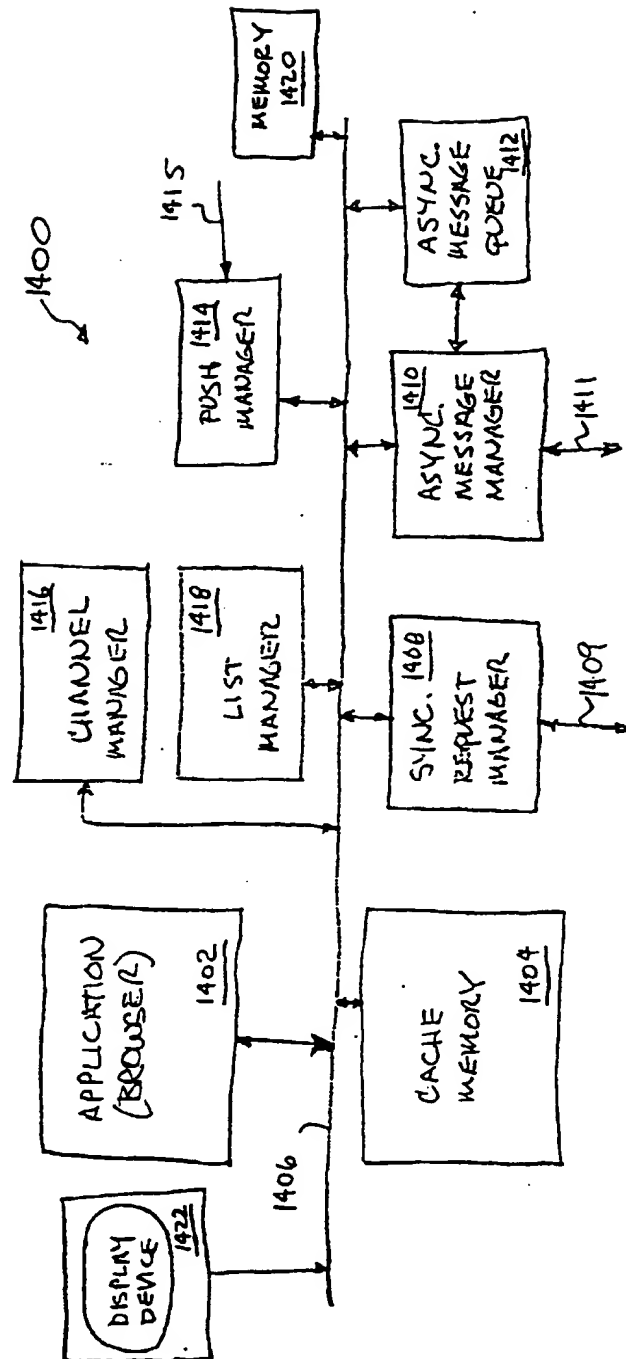 1400
DISPLAY
DEVICE
1422
APPLICATION
(BROWSER)
1402
1416
CHANNEL
MANAGER
1418
LIST
MANAGER
PUSH 1414
MANAGER
1415
MEMORY
1420
1406
CACHE
MEMORY
1404
SYNC. 1408
REQUEST
MANAGER
1409
1410
ASYNC.
MESSAGE
MANAGER
1411
ASYNC.
MESSAGE
QUEUE 1412